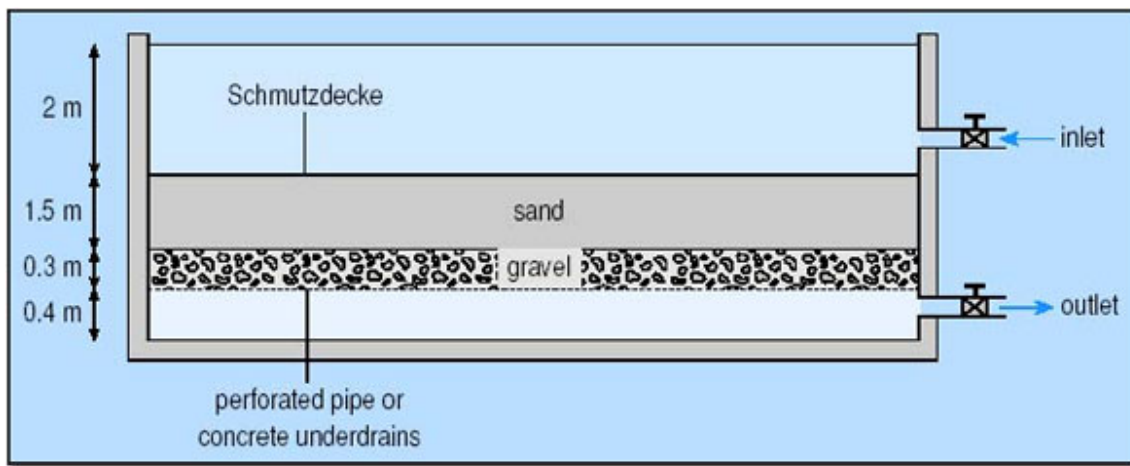 2 m
Schmutzdecke
inlet
1.5 m
sand
0.3 m
gravel
0.4 m
outlet
perforated pipe or
concrete underdrains